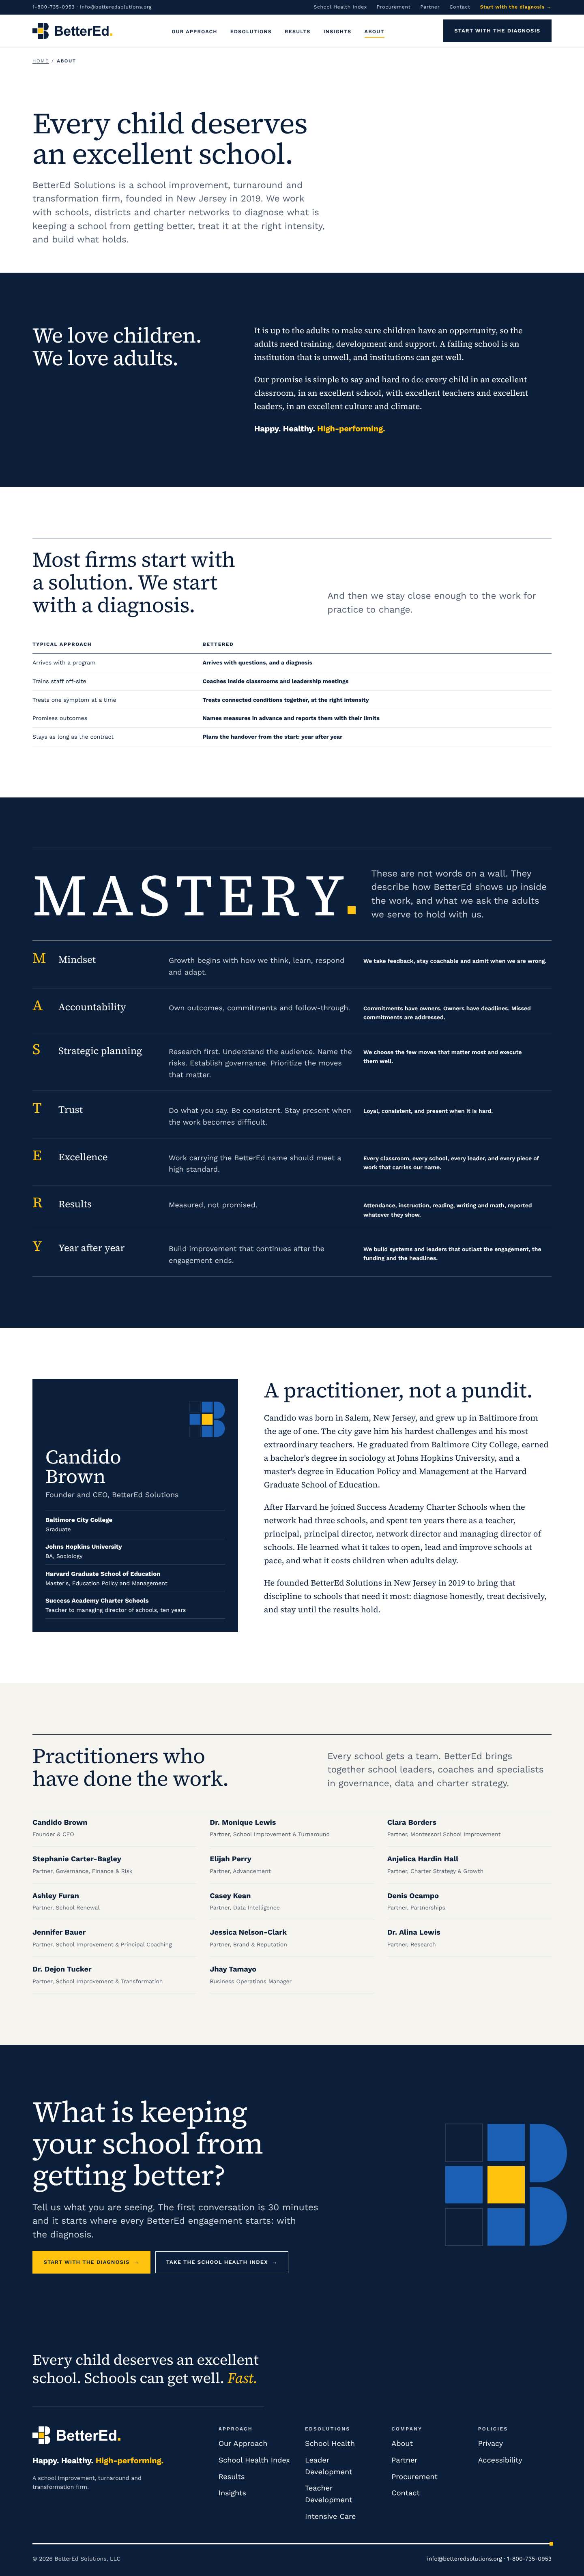 1-800-735-0953 · info@betteredsolutions.org
School Health Index Procurement Partner Contact Start with the diagnosis →
BetterEd.
OUR APPROACH EDSOLUTIONS RESULTS INSIGHTS ABOUT
START WITH THE DIAGNOSIS
HOME / ABOUT
Every child deserves
an excellent school.
BetterEd Solutions is a school improvement, turnaround and
transformation firm, founded in New Jersey in 2019. We work
with schools, districts and charter networks to diagnose what is
keeping a school from getting better, treat it at the right intensity,
and build what holds.
We love children.
We love adults.
It is up to the adults to make sure children have an opportunity, so the
adults need training, development and support. A failing school is an
institution that is unwell, and institutions can get well.
Our promise is simple to say and hard to do: every child in an excellent
classroom, in an excellent school, with excellent teachers and excellent
leaders, in an excellent culture and climate.
Happy. Healthy. High-performing.
Most firms start with
a solution. We start
with a diagnosis.
And then we stay close enough to the work for
practice to change.
TYPICAL APPROACH BETTERED
Arrives with a program Arrives with questions, and a diagnosis
Trains staff off-site Coaches inside classrooms and leadership meetings
Treats one symptom at a time Treats connected conditions together, at the right intensity
Promises outcomes Names measures in advance and reports them with their limits
Stays as long as the contract Plans the handover from the start: year after year
MASTERY.
These are not words on a wall. They
describe how BetterEd shows up inside
the work, and what we ask the adults
we serve to hold with us.
M Mindset
Growth begins with how we think, learn, respond
and adapt.
We take feedback, stay coachable and admit when we are wrong.
A Accountability
Own outcomes, commitments and follow-through.
Commitments have owners. Owners have deadlines. Missed
commitments are addressed.
S Strategic planning
Research first. Understand the audience. Name the
risks. Establish governance. Prioritize the moves
that matter.
We choose the few moves that matter most and execute
them well.
T Trust
Do what you say. Be consistent. Stay present when
the work becomes difficult.
Loyal, consistent, and present when it is hard.
E Excellence
Work carrying the BetterEd name should meet a
high standard.
Every classroom, every school, every leader, and every piece of
work that carries our name.
R Results
Measured, not promised.
Attendance, instruction, reading, writing and math, reported
whatever they show.
Y Year after year
Build improvement that continues after the
engagement ends.
We build systems and leaders that outlast the engagement, the
funding and the headlines.
Candido
Brown
Founder and CEO, BetterEd Solutions
Baltimore City College
Graduate
Johns Hopkins University
BA, Sociology
Harvard Graduate School of Education
Master's, Education Policy and Management
Success Academy Charter Schools
Teacher to managing director of schools, ten years
A practitioner, not a pundit.
Candido was born in Salem, New Jersey, and grew up in Baltimore from
the age of one. The city gave him his hardest challenges and his most
extraordinary teachers. He graduated from Baltimore City College, earned
a bachelor's degree in sociology at Johns Hopkins University, and a
master's degree in Education Policy and Management at the Harvard
Graduate School of Education.
After Harvard he joined Success Academy Charter Schools when the
network had three schools, and spent ten years there as a teacher,
principal, principal director, network director and managing director of
schools. He learned what it takes to open, lead and improve schools at
pace, and what it costs children when adults delay.
He founded BetterEd Solutions in New Jersey in 2019 to bring that
discipline to schools that need it most: diagnose honestly, treat decisively,
and stay until the results hold.
Practitioners who
have done the work.
Every school gets a team. BetterEd brings
together school leaders, coaches and specialists
in governance, data and charter strategy.
Candido Brown
Founder & CEO
Dr. Monique Lewis
Partner, School Improvement & Turnaround
Clara Borders
Partner, Montessori School Improvement
Stephanie Carter-Bagley
Partner, Governance, Finance & Risk
Elijah Perry
Partner, Advancement
Anjelica Hardin Hall
Partner, Charter Strategy & Growth
Ashley Furan
Partner, School Renewal
Casey Kean
Partner, Data Intelligence
Denis Ocampo
Partner, Partnerships
Jennifer Bauer
Partner, School Improvement & Principal Coaching
Jessica Nelson-Clark
Partner, Brand & Reputation
Dr. Alina Lewis
Partner, Research
Dr. Dejon Tucker
Partner, School Improvement & Transformation
Jhay Tamayo
Business Operations Manager
What is keeping
your school from
getting better?
Tell us what you are seeing. The first conversation is 30 minutes
and it starts where every BetterEd engagement starts: with
the diagnosis.
START WITH THE DIAGNOSIS →
TAKE THE SCHOOL HEALTH INDEX →
Every child deserves an excellent
school. Schools can get well. Fast.
BetterEd.
Happy. Healthy. High-performing.
A school improvement, turnaround and
transformation firm.
APPROACH
Our Approach
School Health Index
Results
Insights
EDSOLUTIONS
School Health
Leader
Development
Teacher
Development
Intensive Care
COMPANY
About
Partner
Procurement
Contact
POLICIES
Privacy
Accessibility
© 2026 BetterEd Solutions, LLC
info@betteredsolutions.org · 1-800-735-0953